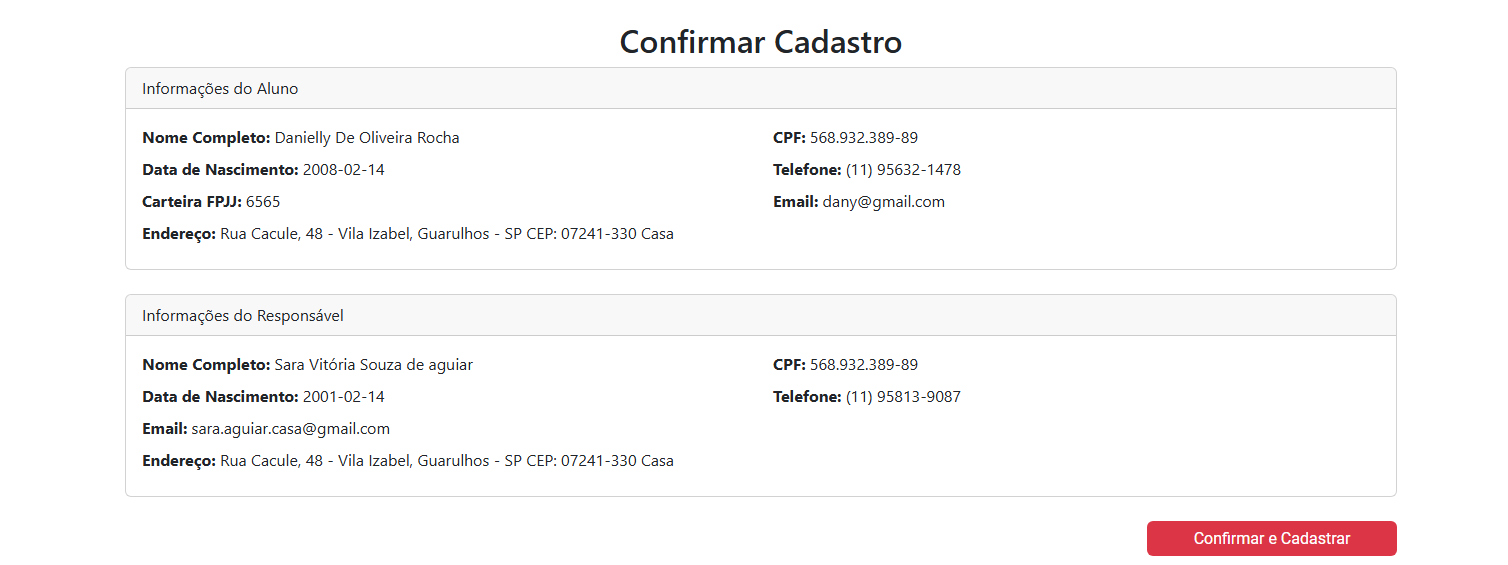 Confirmar Cadastro
Informações do Aluno
Nome Completo: Danielly De Oliveira Rocha
CPF: 568.932.389-89
Data de Nascimento: 2008-02-14
Telefone: (11) 95632-1478
Carteira FPJJ: 6565
Email: dany@gmail.com
Endereço: Rua Cacule, 48 - Vila Izabel, Guarulhos - SP CEP: 07241-330 Casa
Informações do Responsável
Nome Completo: Sara Vitória Souza de aguiar
CPF: 568.932.389-89
Data de Nascimento: 2001-02-14
Telefone: (11) 95813-9087
Email: sara.aguiar.casa@gmail.com
Endereço: Rua Cacule, 48 - Vila Izabel, Guarulhos - SP CEP: 07241-330 Casa
Confirmar e Cadastrar